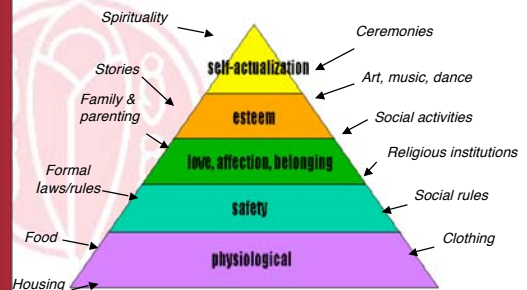 Spirituality
Ceremonies
self-actualization
Stories
Art, music, dance
Family &
parenting
esteem
Social activities
love, affection, belonging
Religious institutions
Formal
laws/rules
safety
Social rules
Food
physiological
Clothing
Housing